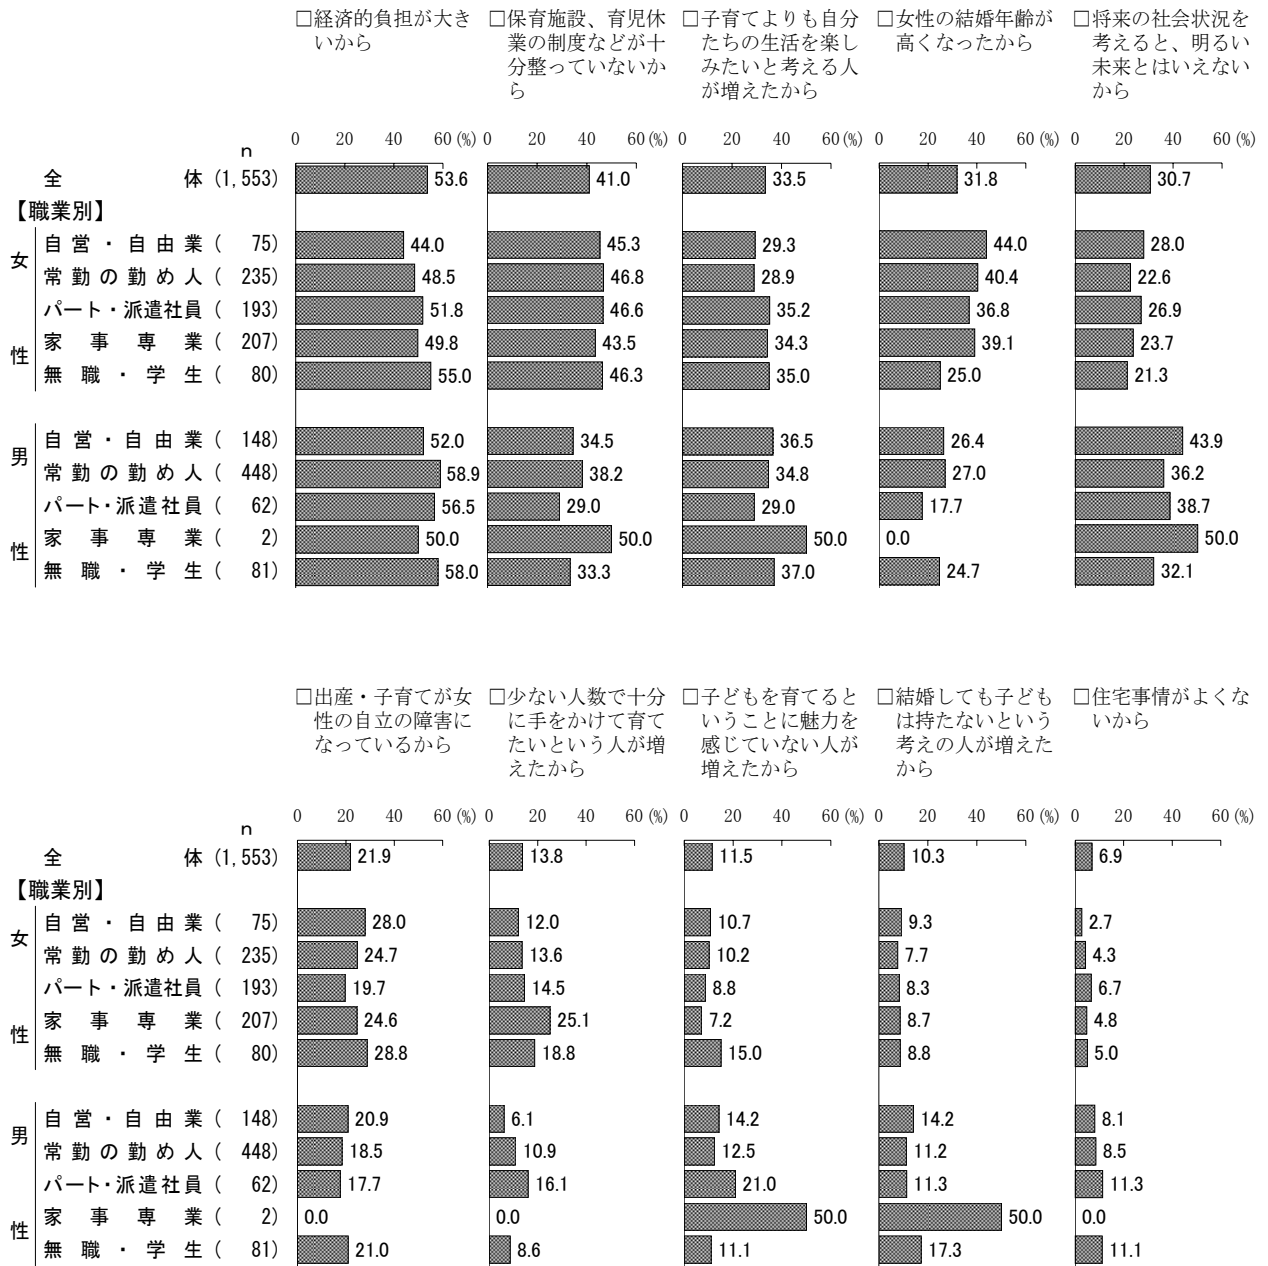 □経済的負担が大き
いから
□保育施設、育児休
業の制度などが十
分整っていないか
ら
□子育てよりも自分
たちの生活を楽し
みたいと考える人
が増えたから
□女性の結婚年齢が
高くなったから
□将来の社会状況を
考えると、明るい
未来とはいえない
から
0 20 40 60 (%) 0 20 40 60 (%) 0 20 40 60 (%) 0 20 40 60 (%) 0 20 40 60 (%)
n
全 体 (1,553) 53.6 41.0 33.5 31.8 30.7
【職業別】
女性
自営・自由業 ( 75) 44.0 45.3 29.3 44.0 28.0
常勤の勤め人 ( 235) 48.5 46.8 28.9 40.4 22.6
パート・派遣社員 ( 193) 51.8 46.6 35.2 36.8 26.9
家事専業 ( 207) 49.8 43.5 34.3 39.1 23.7
無職・学生 ( 80) 55.0 46.3 35.0 25.0 21.3
男性
自営・自由業 ( 148) 52.0 34.5 36.5 26.4 43.9
常勤の勤め人 ( 448) 58.9 38.2 34.8 27.0 36.2
パート・派遣社員 ( 62) 56.5 29.0 29.0 17.7 38.7
家事専業 ( 2) 50.0 50.0 50.0 0.0 50.0
無職・学生 ( 81) 58.0 33.3 37.0 24.7 32.1
□出産・子育てが女
性の自立の障害に
なっているから
□少ない人数で十分
に手をかけて育て
たいという人が増
えたから
□子どもを育てると
いうことに魅力を
感じていない人が
増えたから
□結婚しても子ども
は持たないという
考えの人が増えた
から
□住宅事情がよくな
いから
0 20 40 60 (%) 0 20 40 60 (%) 0 20 40 60 (%) 0 20 40 60 (%) 0 20 40 60 (%)
n
全 体 (1,553) 21.9 13.8 11.5 10.3 6.9
【職業別】
女性
自営・自由業 ( 75) 28.0 12.0 10.7 9.3 2.7
常勤の勤め人 ( 235) 24.7 13.6 10.2 7.7 4.3
パート・派遣社員 ( 193) 19.7 14.5 8.8 8.3 6.7
家事専業 ( 207) 24.6 25.1 7.2 8.7 4.8
無職・学生 ( 80) 28.8 18.8 15.0 8.8 5.0
男性
自営・自由業 ( 148) 20.9 6.1 14.2 14.2 8.1
常勤の勤め人 ( 448) 18.5 10.9 12.5 11.2 8.5
パート・派遣社員 ( 62) 17.7 16.1 21.0 11.3 11.3
家事専業 ( 2) 0.0 0.0 50.0 50.0 0.0
無職・学生 ( 81) 21.0 8.6 11.1 17.3 11.1